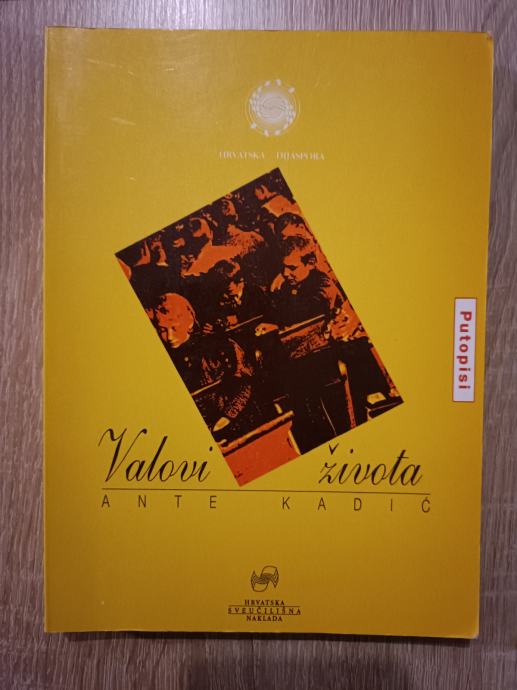 HRVATSKA DIJASPORA
Putopisi
Valovi života
ANTE KADIĆ
HRVATSKA
SVEUČILIŠNA
NAKLADA